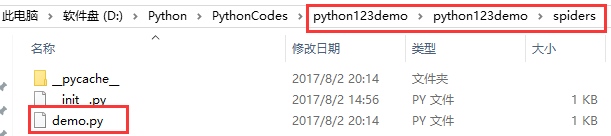 此电脑 › 软件盘 (D:) › Python › PythonCodes › python123demo › python123demo › spiders
名称 修改日期 类型 大小
__pycache__ 2017/8/2 20:14 文件夹
__init__.py 2017/8/2 14:56 PY 文件 1 KB
demo.py 2017/8/2 20:14 PY 文件 1 KB